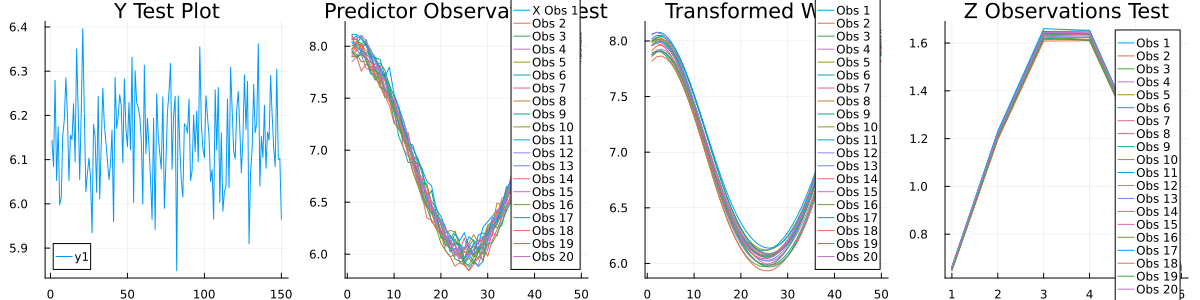 Y Test Plot
6.4
6.3
6.2
6.1
6.0
5.9
0
50
100
150
y1
Predictor Observa
est
8.0
7.5
7.0
6.5
6.0
0
10
20
30
40
50
X Obs 1
Obs 2
Obs 3
Obs 4
Obs 5
Obs 6
Obs 7
Obs 8
Obs 9
Obs 10
Obs 11
Obs 12
Obs 13
Obs 14
Obs 15
Obs 16
Obs 17
Obs 18
Obs 19
Obs 20
Transformed W
8.0
7.5
7.0
6.5
6.0
0
10
20
30
40
50
Obs 1
Obs 2
Obs 3
Obs 4
Obs 5
Obs 6
Obs 7
Obs 8
Obs 9
Obs 10
Obs 11
Obs 12
Obs 13
Obs 14
Obs 15
Obs 16
Obs 17
Obs 18
Obs 19
Obs 20
Z Observations Test
1.6
1.4
1.2
1.0
0.8
1
2
3
4
Obs 1
Obs 2
Obs 3
Obs 4
Obs 5
Obs 6
Obs 7
Obs 8
Obs 9
Obs 10
Obs 11
Obs 12
Obs 13
Obs 14
Obs 15
Obs 16
Obs 17
Obs 18
Obs 19
Obs 20